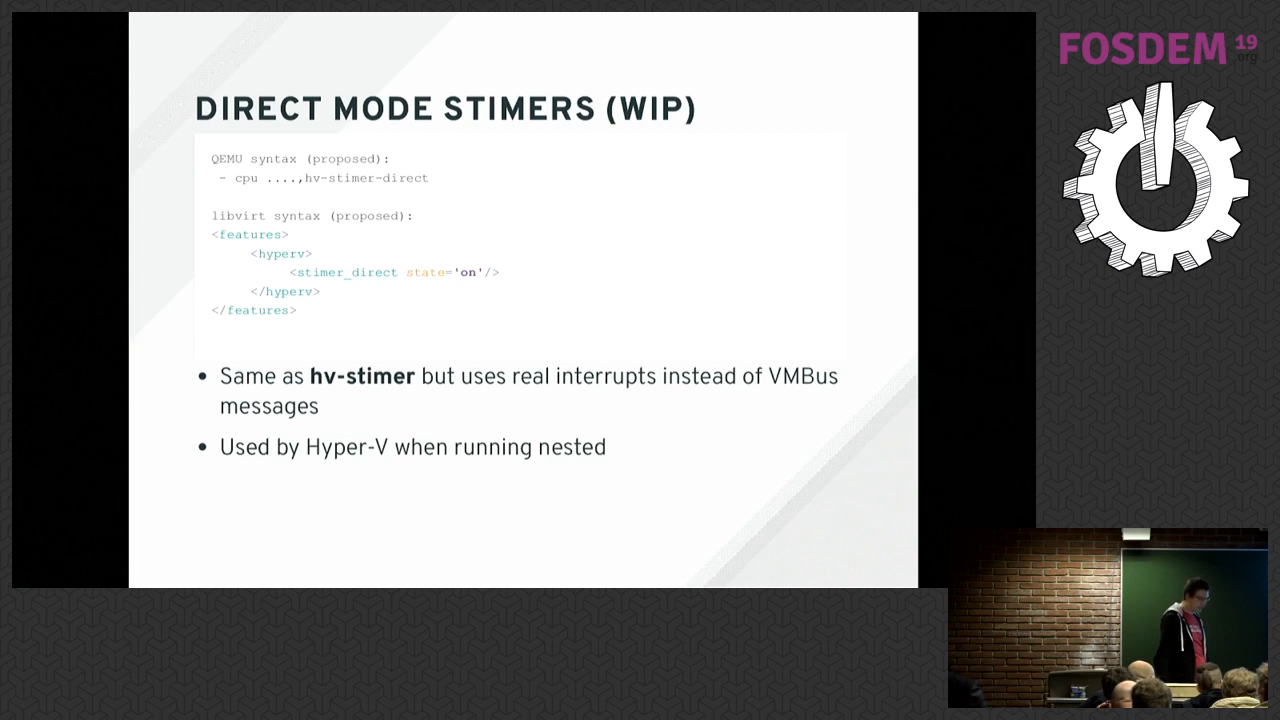 FOSDEM 19
.org
DIRECT MODE STIMERS (WIP)
QEMU syntax (proposed):
- cpu ....,hv-stimer-direct
libvirt syntax (proposed):
<features>
<hyperv>
<stimer_direct state='on'/>
</hyperv>
</features>
• Same as hv-stimer but uses real interrupts instead of VMBus
messages
• Used by Hyper-V when running nested